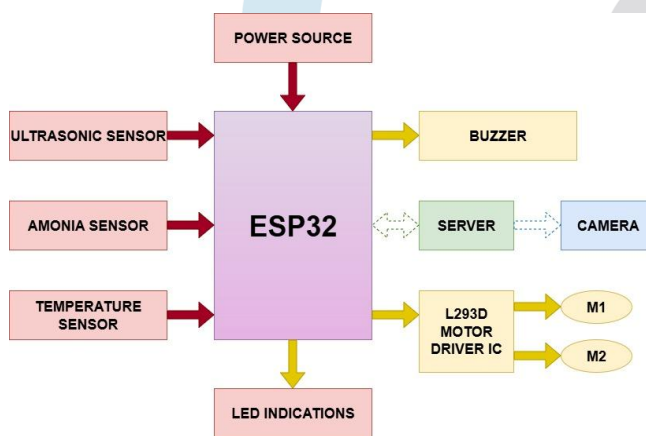 POWER SOURCE
ULTRASONIC SENSOR
BUZZER
AMONIA SENSOR
ESP32
SERVER
CAMERA
TEMPERATURE
SENSOR
L293D
MOTOR
DRIVER IC
M1
M2
LED INDICATIONS